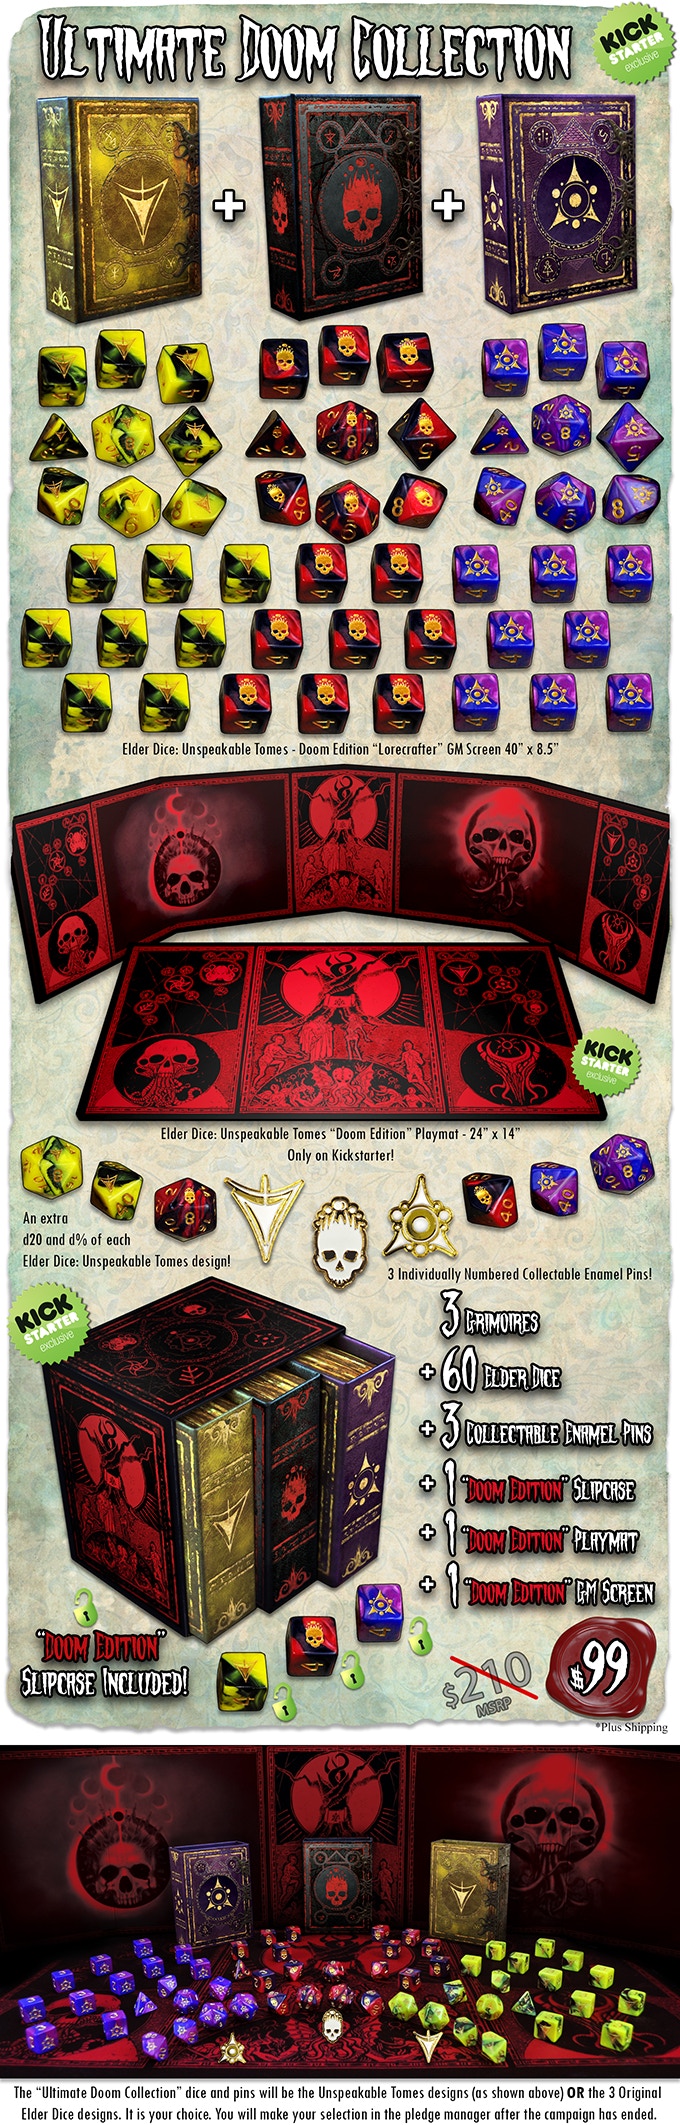 Ultimate Doom Collection
KICK
STARTER
exclusive
+
+
Elder Dice: Unspeakable Tomes - Doom Edition “Lorecrafter” GM Screen 40” x 8.5”
KICK
STARTER
exclusive
Elder Dice: Unspeakable Tomes “Doom Edition” Playmat - 24” x 14”
Only on Kickstarter!
An extra
d20 and d% of each
Elder Dice: Unspeakable Tomes design!
3 Individually Numbered Collectable Enamel Pins!
KICK
STARTER
exclusive
3 Grimoires
+ 60 Elder Dice
+ 3 Collectable Enamel Pins
+ 1 “Doom Edition” Slipcase
+ 1 “Doom Edition” Playmat
+ 1 “Doom Edition” GM Screen
“Doom Edition”
Slipcase Included!
$210
MSRP
$99
*Plus Shipping
The “Ultimate Doom Collection” dice and pins will be the Unspeakable Tomes designs (as shown above) OR the 3 Original
Elder Dice designs. It is your choice. You will make your selection in the pledge manager after the campaign has ended.